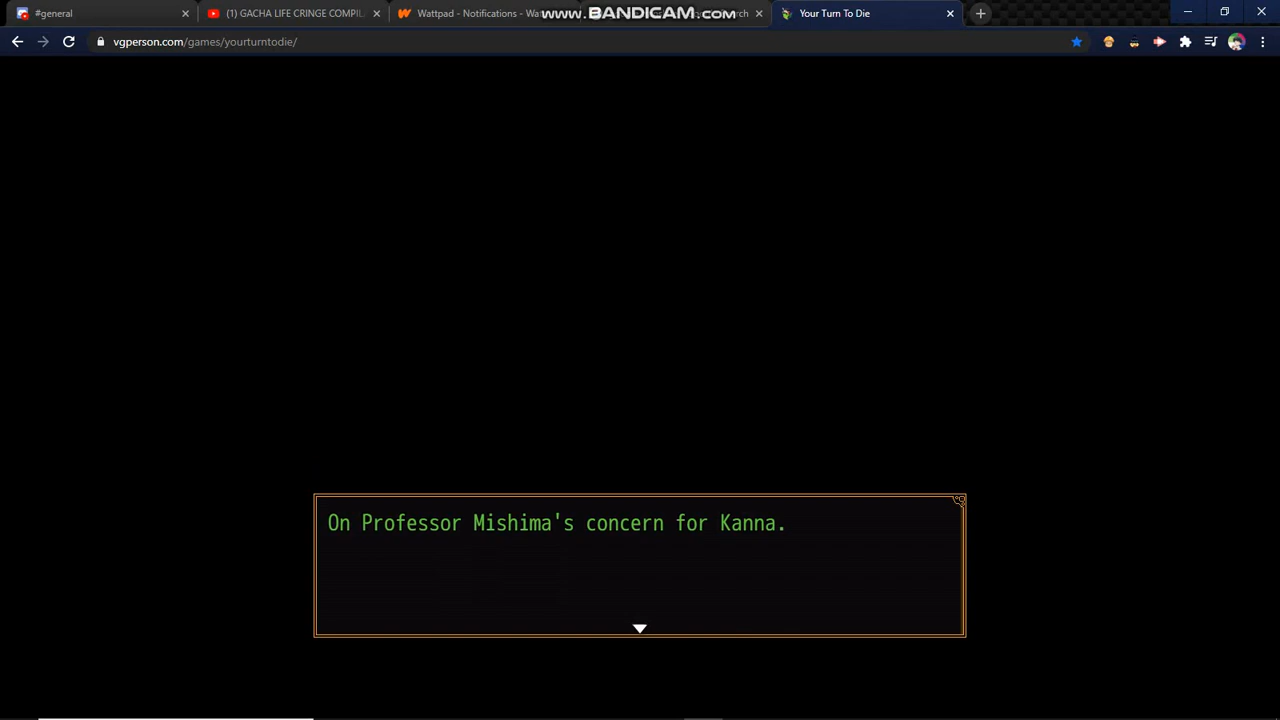 #general
(1) GACHA LIFE CRINGE COMPIL
Wattpad - Notifications - Wa
www.BANDICAM.com
Your Turn To Die
vgperson.com/games/yourturntodie/
On Professor Mishima's concern for Kanna.